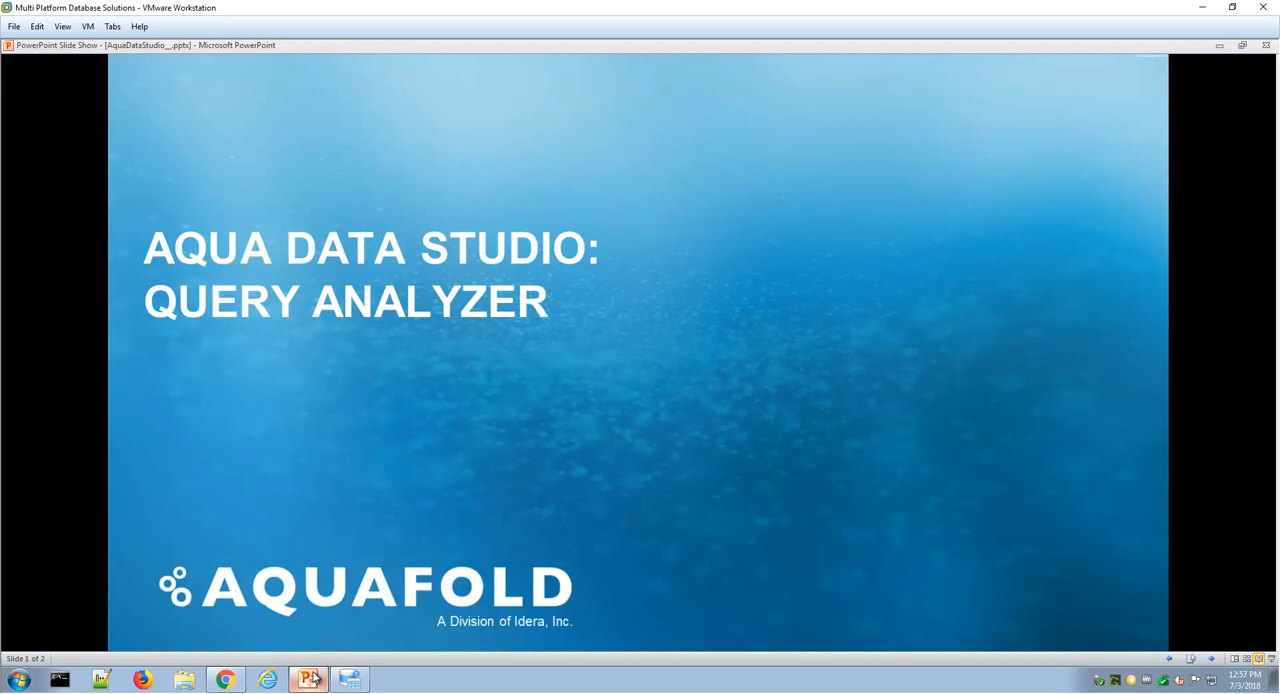 Multi Platform Database Solutions - VMware Workstation
File Edit View VM Tabs Help
PowerPoint Slide Show - [AquaDataStudio__.pptx] - Microsoft PowerPoint
AQUA DATA STUDIO:
QUERY ANALYZER
AQUAFOLD
A Division of Idera, Inc.
Slide 1 of 2
12:57 PM
7/3/2018